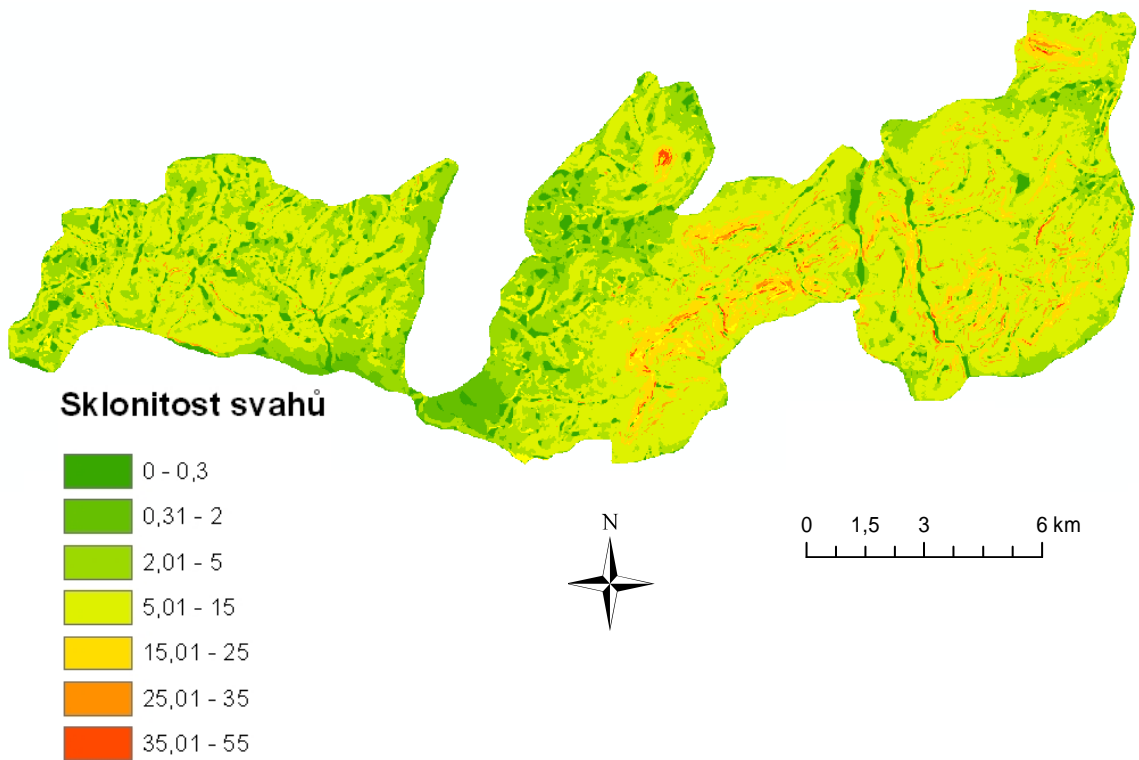 Sklonitost svahů
0 - 0,3
0,31 - 2
2,01 - 5
5,01 - 15
15,01 - 25
25,01 - 35
35,01 - 55
N
0 1,5 3 6 km